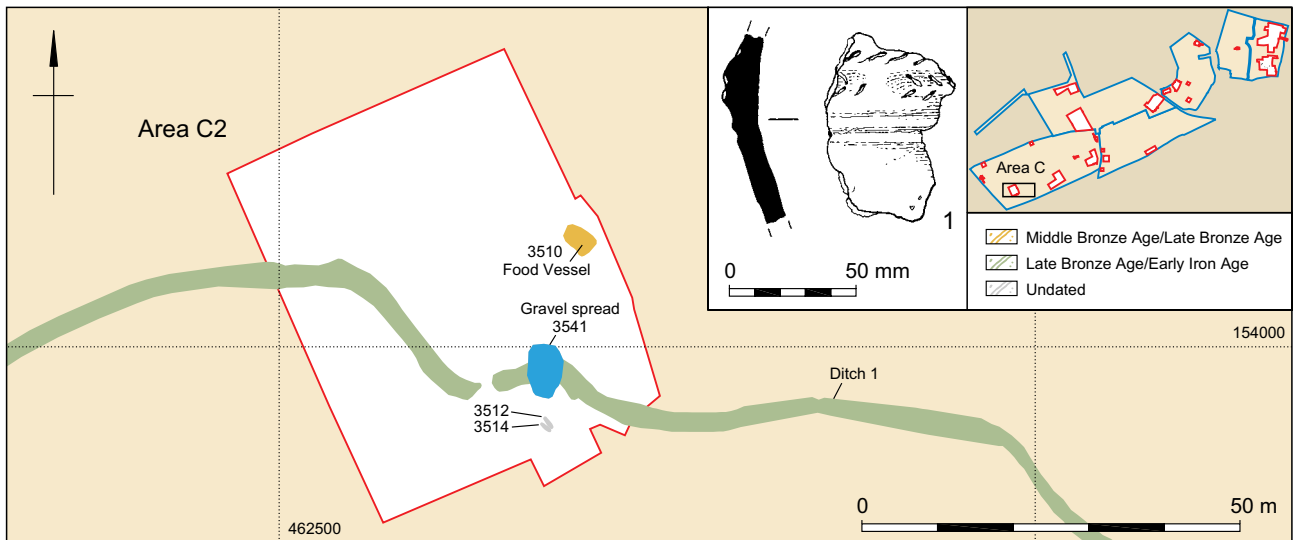 Area C2
3510
Food Vessel
Gravel spread
3541
3512
3514
Ditch 1
462500
154000
0 50 m
1
0 50 mm
Area C
Middle Bronze Age/Late Bronze Age
Late Bronze Age/Early Iron Age
Undated